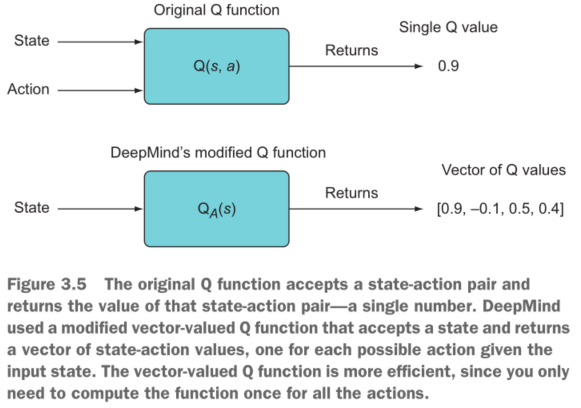 Original Q function
Single Q value
State
Action
Q(s, a)
Returns
0.9
DeepMind's modified Q function
Vector of Q values
State
Q_A(s)
Returns
[0.9, –0.1, 0.5, 0.4]
Figure 3.5 The original Q function accepts a state-action pair and
returns the value of that state-action pair—a single number. DeepMind
used a modified vector-valued Q function that accepts a state and returns
a vector of state-action values, one for each possible action given the
input state. The vector-valued Q function is more efficient, since you only
need to compute the function once for all the actions.